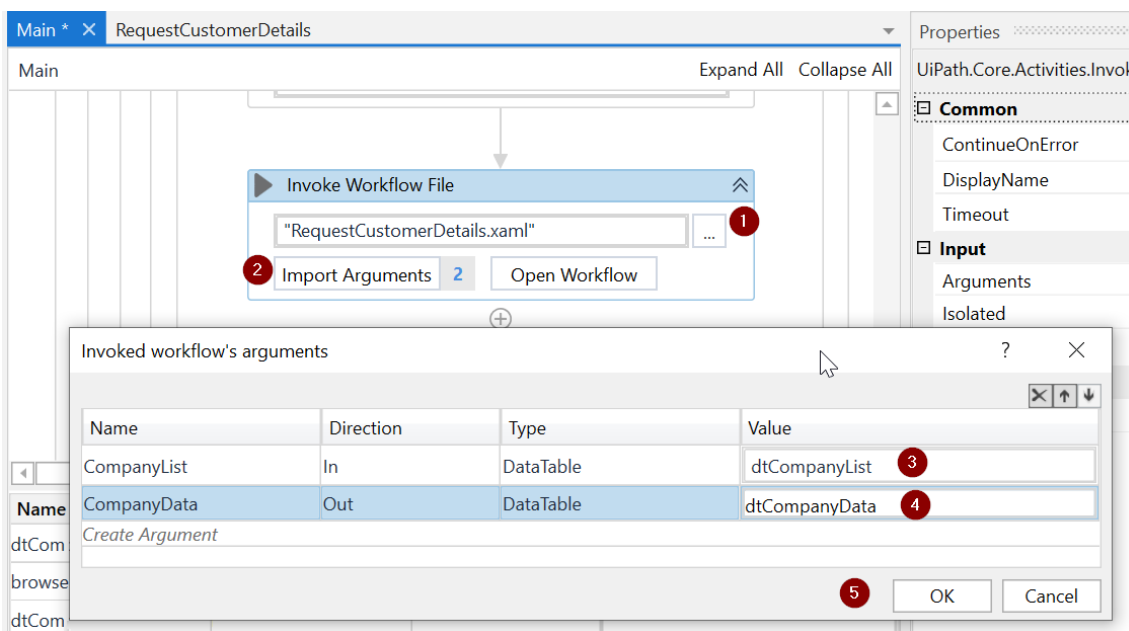 Main * × RequestCustomerDetails
Properties
Main
Expand All Collapse All
UiPath.Core.Activities.Invok
Common
ContinueOnError
DisplayName
Timeout
Input
Arguments
Isolated
Invoke Workflow File
"RequestCustomerDetails.xaml"
...
1
2
Import Arguments 2
Open Workflow
Invoked workflow's arguments
?
Name Direction Type Value
CompanyList In DataTable dtCompanyList
3
CompanyData Out DataTable dtCompanyData
4
Create Argument
5
OK Cancel
Name
dtCom
browse
dtCom